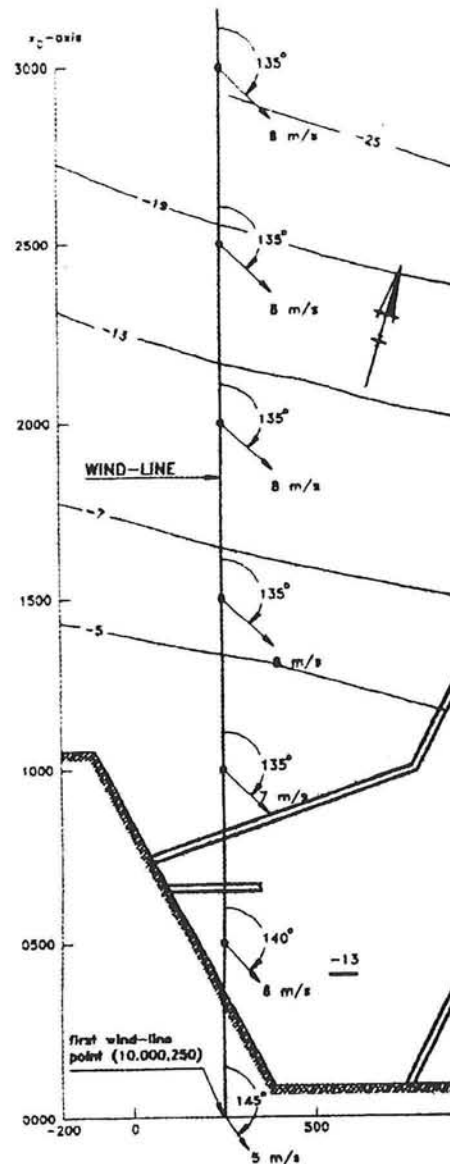 x₀-axis
3000
135°
8 m/s
-25
-19
2500
135°
8 m/s
-13
2000
135°
8 m/s
WIND-LINE
-7
1500
135°
8 m/s
-5
1000
135°
7 m/s
0500
140°
8 m/s
-13
first wind-line
point (10.000,250)
0000
145°
5 m/s
-200
0
500